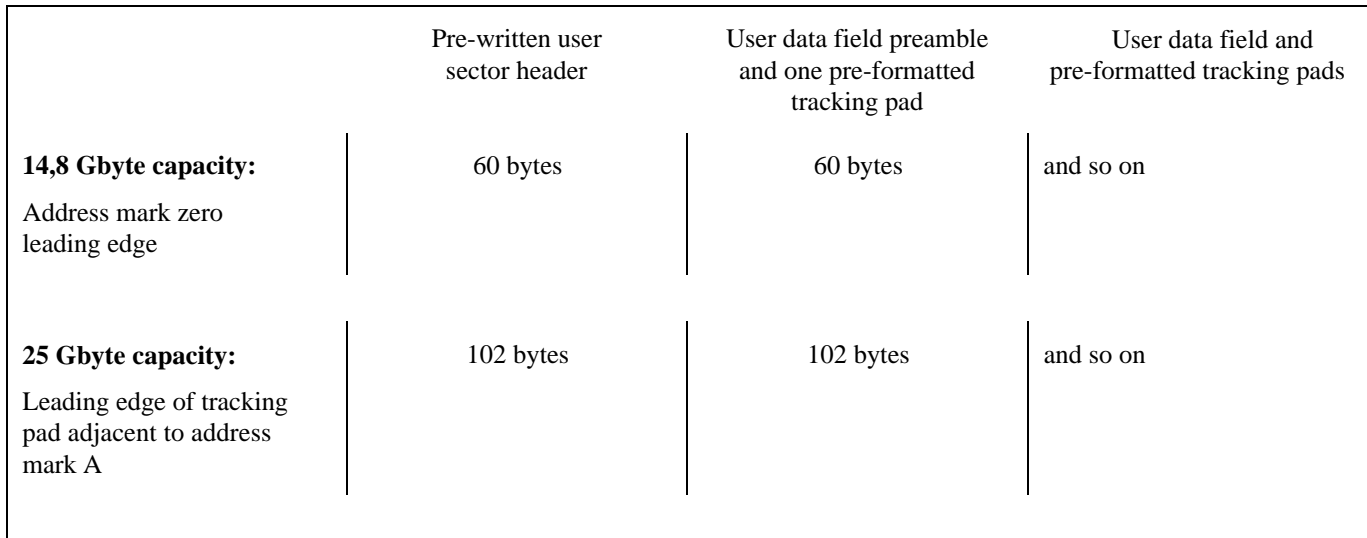 Pre-written user
sector header
User data field preamble
and one pre-formatted
tracking pad
User data field and
pre-formatted tracking pads
14,8 Gbyte capacity:
60 bytes
60 bytes
and so on
Address mark zero
leading edge
25 Gbyte capacity:
102 bytes
102 bytes
and so on
Leading edge of tracking
pad adjacent to address
mark A